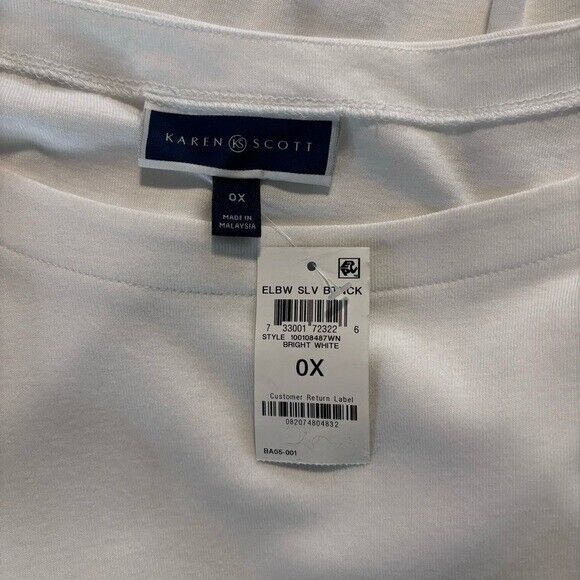 KAREN KS SCOTT
0X
MADE IN
MALAYSIA
ELBW SLV BTNCK
7 33001 72322 6
STYLE 100108487WN
BRIGHT WHITE
0X
Customer Return Label
082074804832
BA05-001